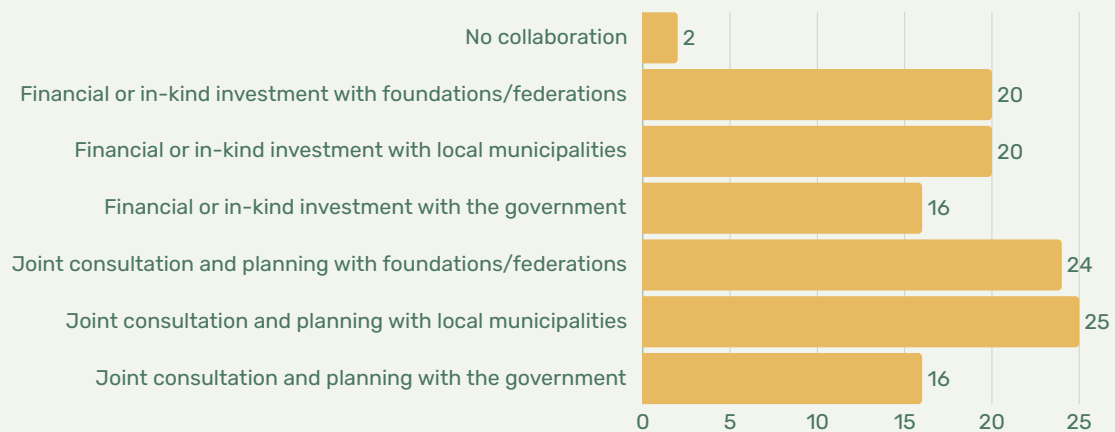 No collaboration 2
Financial or in-kind investment with foundations/federations 20
Financial or in-kind investment with local municipalities 20
Financial or in-kind investment with the government 16
Joint consultation and planning with foundations/federations 24
Joint consultation and planning with local municipalities 25
Joint consultation and planning with the government 16
0 5 10 15 20 25